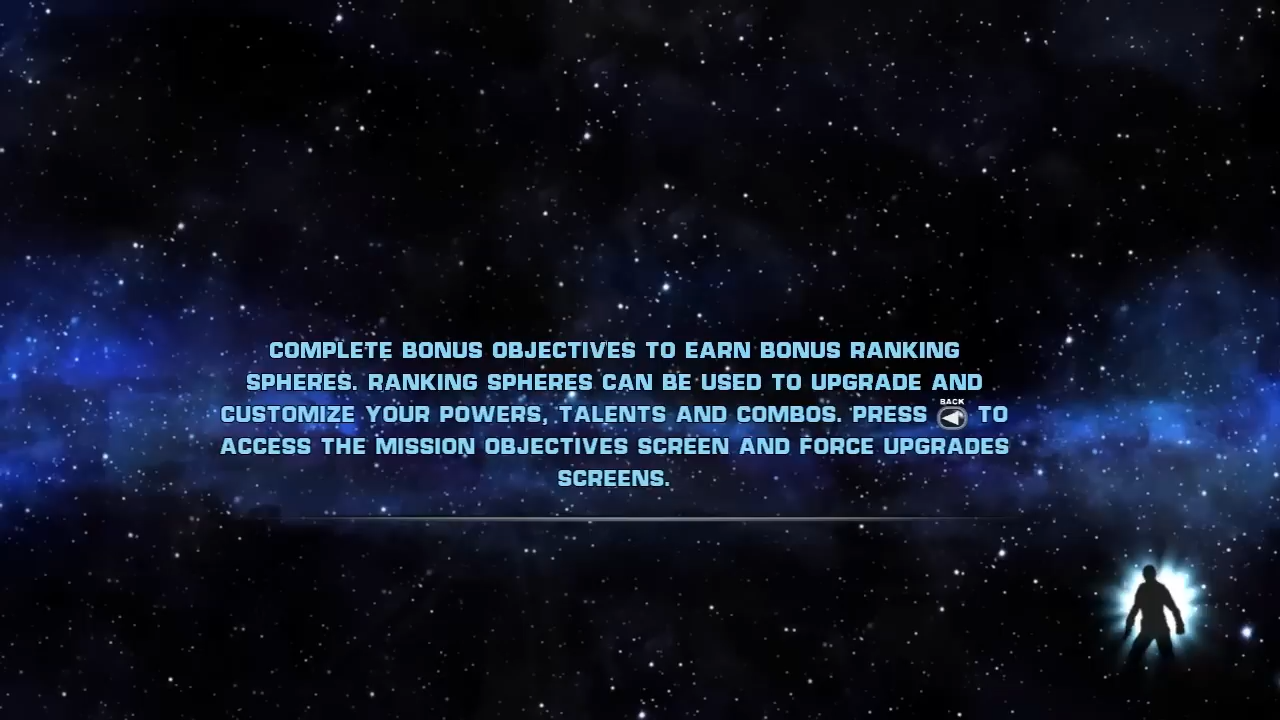 COMPLETE BONUS OBJECTIVES TO EARN BONUS RANKING
SPHERES. RANKING SPHERES CAN BE USED TO UPGRADE AND
CUSTOMIZE YOUR POWERS, TALENTS AND COMBOS. PRESS BACK TO
ACCESS THE MISSION OBJECTIVES SCREEN AND FORCE UPGRADES
SCREENS.